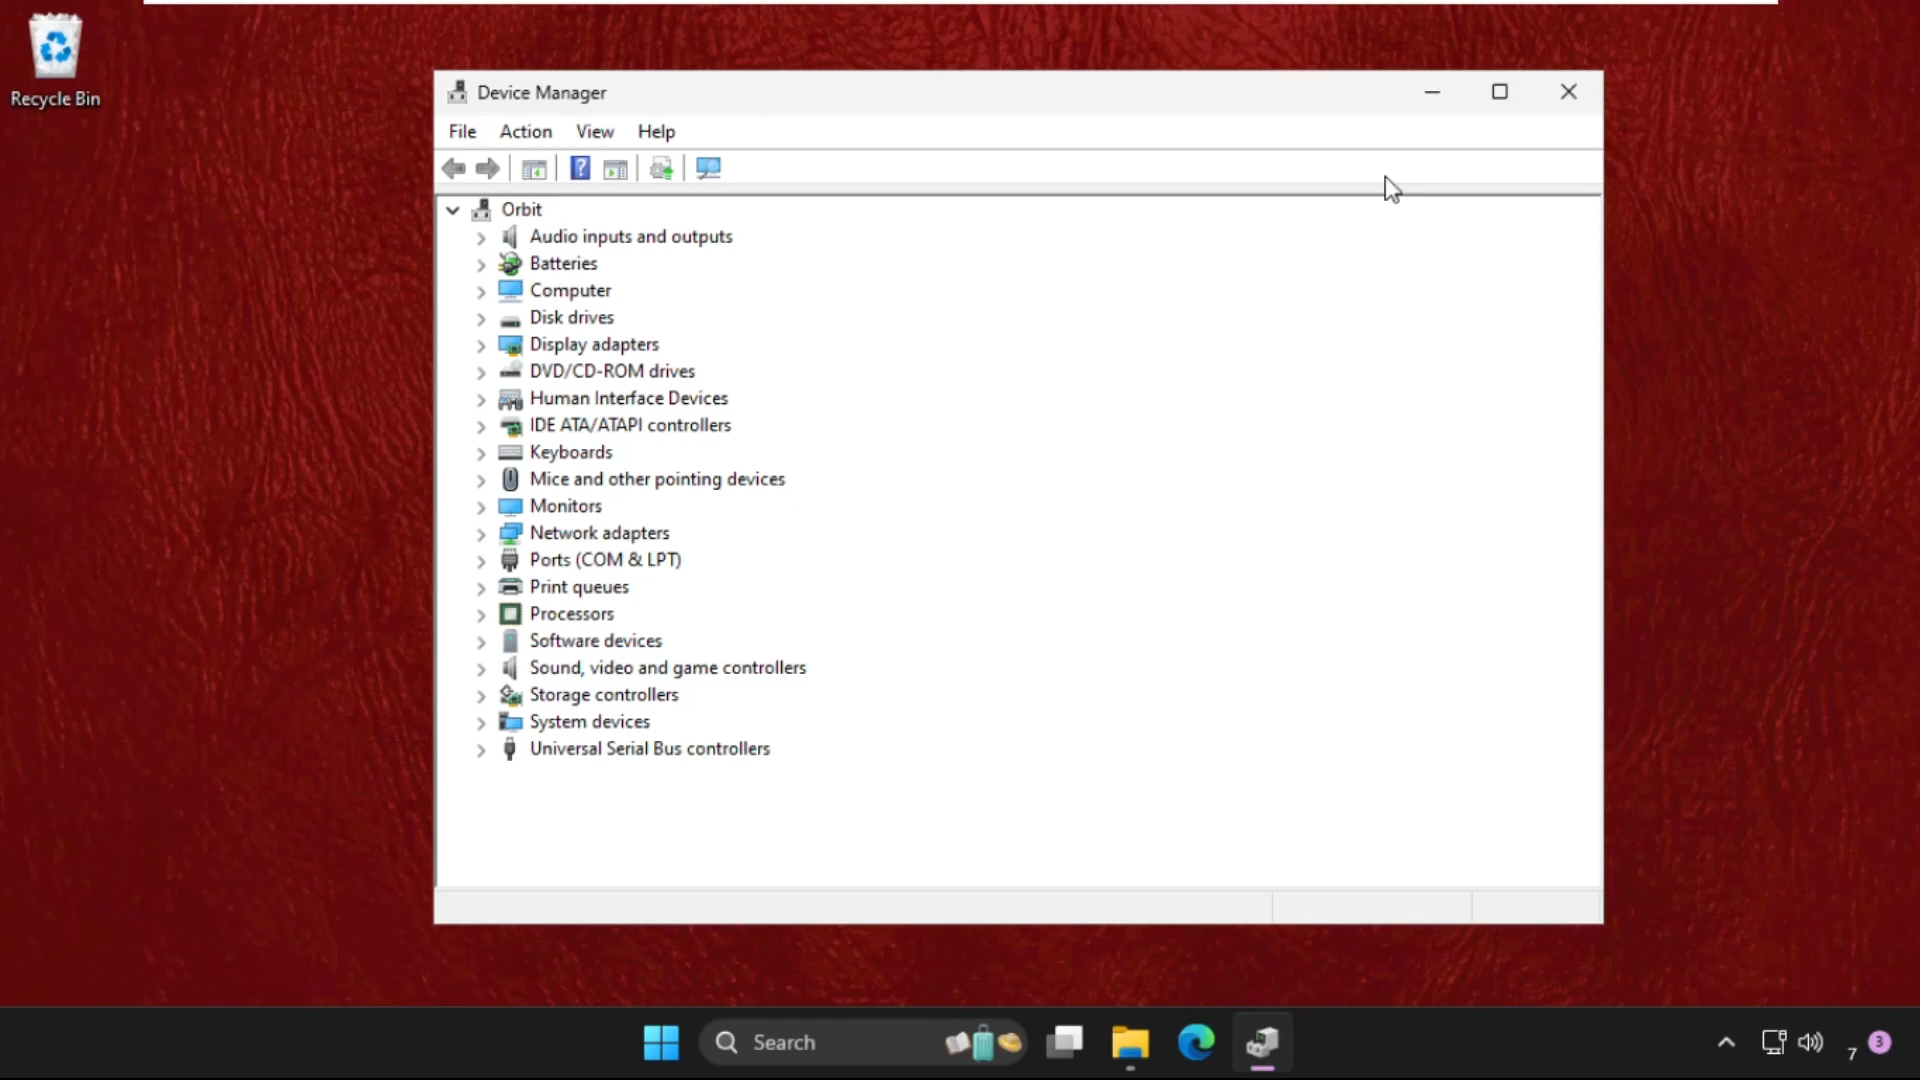 Recycle Bin
Device Manager
File Action View Help
?
Orbit
Audio inputs and outputs
Batteries
Computer
Disk drives
Display adapters
DVD/CD-ROM drives
Human Interface Devices
IDE ATA/ATAPI controllers
Keyboards
Mice and other pointing devices
Monitors
Network adapters
Ports (COM & LPT)
Print queues
Processors
Software devices
Sound, video and game controllers
Storage controllers
System devices
Universal Serial Bus controllers
Search
7 3